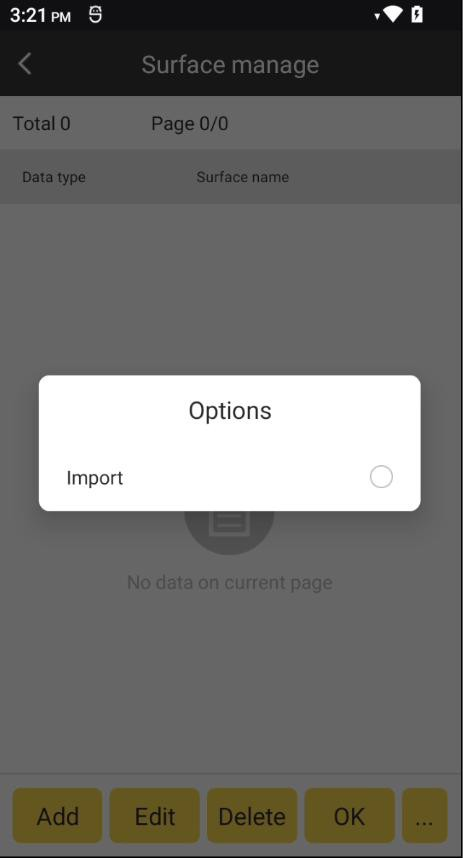 3:21 PM
Surface manage
Total 0 Page 0/0
Data type Surface name
Options
Import
No data on current page
Add Edit Delete OK ...